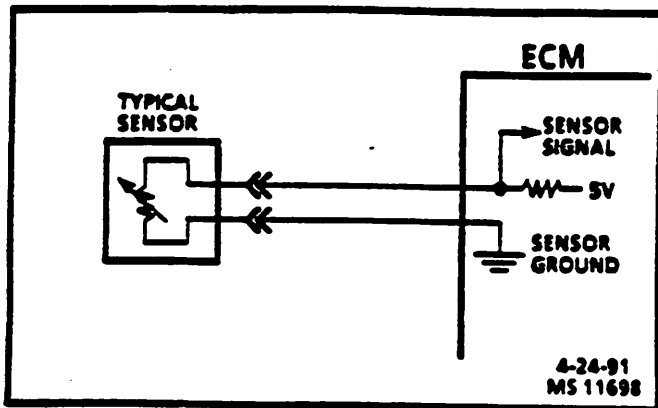 ECM
TYPICAL
SENSOR
SENSOR
SIGNAL
5V
SENSOR
GROUND
4-24-91
MS 11698